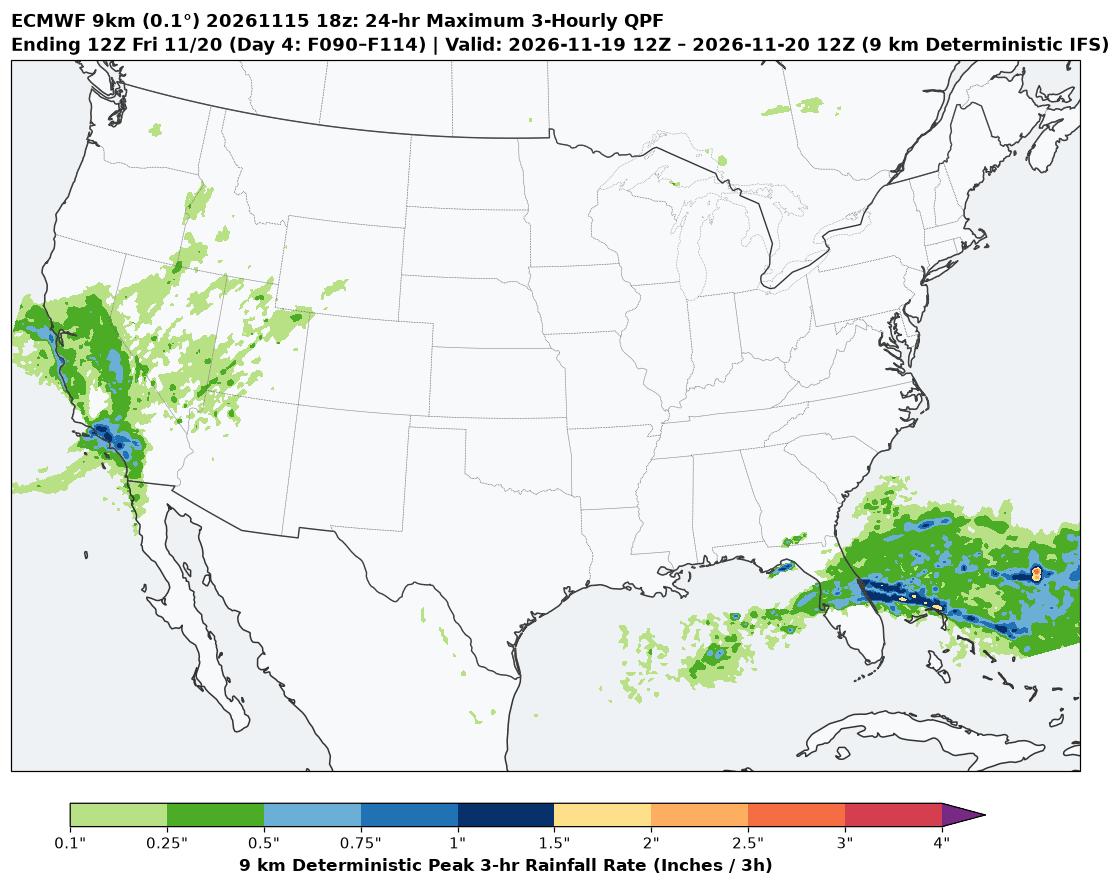 ECMWF 9km (0.1°) 20261115 18z: 24-hr Maximum 3-Hourly QPF
Ending 12Z Fri 11/20 (Day 4: F090–F114) | Valid: 2026-11-19 12Z – 2026-11-20 12Z (9 km Deterministic IFS)
0.1" 0.25" 0.5" 0.75" 1" 1.5" 2" 2.5" 3" 4"
9 km Deterministic Peak 3-hr Rainfall Rate (Inches / 3h)